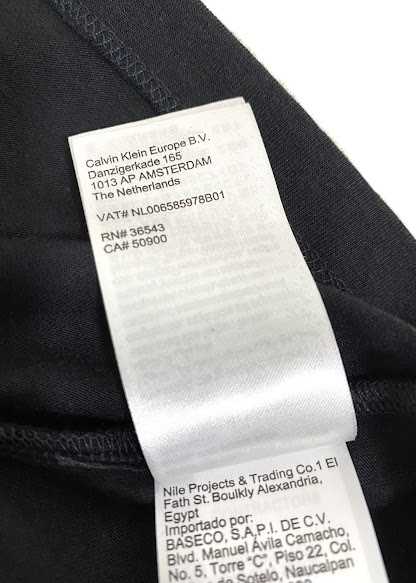 Calvin Klein Europe B.V.
Danzigerkade 165
1013 AP AMSTERDAM
The Netherlands
VAT# NL006585978B01
RN# 36543
CA# 50900
Nile Projects & Trading Co.1 El
Fath St. Boulkly Alexandria,
Egypt
Importado por:
BASECO, S.A.P.I. DE C.V.
Blvd. Manuel Ávila Camacho,
No. 5, Torre "C", Piso 22, Col.
de Sotelo, Naucalpan